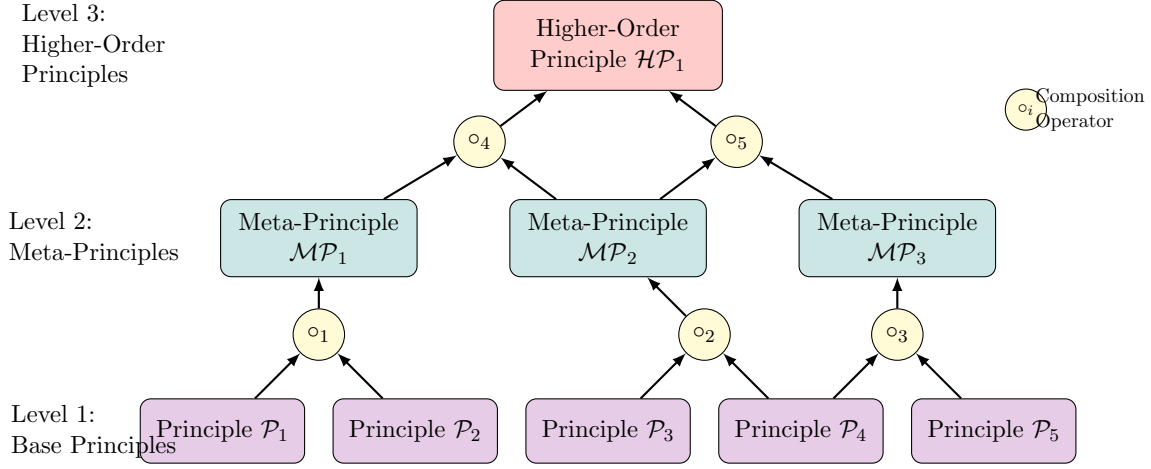 Level 3:
Higher-Order
Principles
Higher-Order
Principle 𝓗𝓟₁
∘ᵢ Composition
Operator
∘₄
∘₅
Level 2:
Meta-Principles
Meta-Principle
𝓜𝓟₁
Meta-Principle
𝓜𝓟₂
Meta-Principle
𝓜𝓟₃
∘₁
∘₂
∘₃
Level 1:
Base Principles
Principle 𝓟₁
Principle 𝓟₂
Principle 𝓟₃
Principle 𝓟₄
Principle 𝓟₅